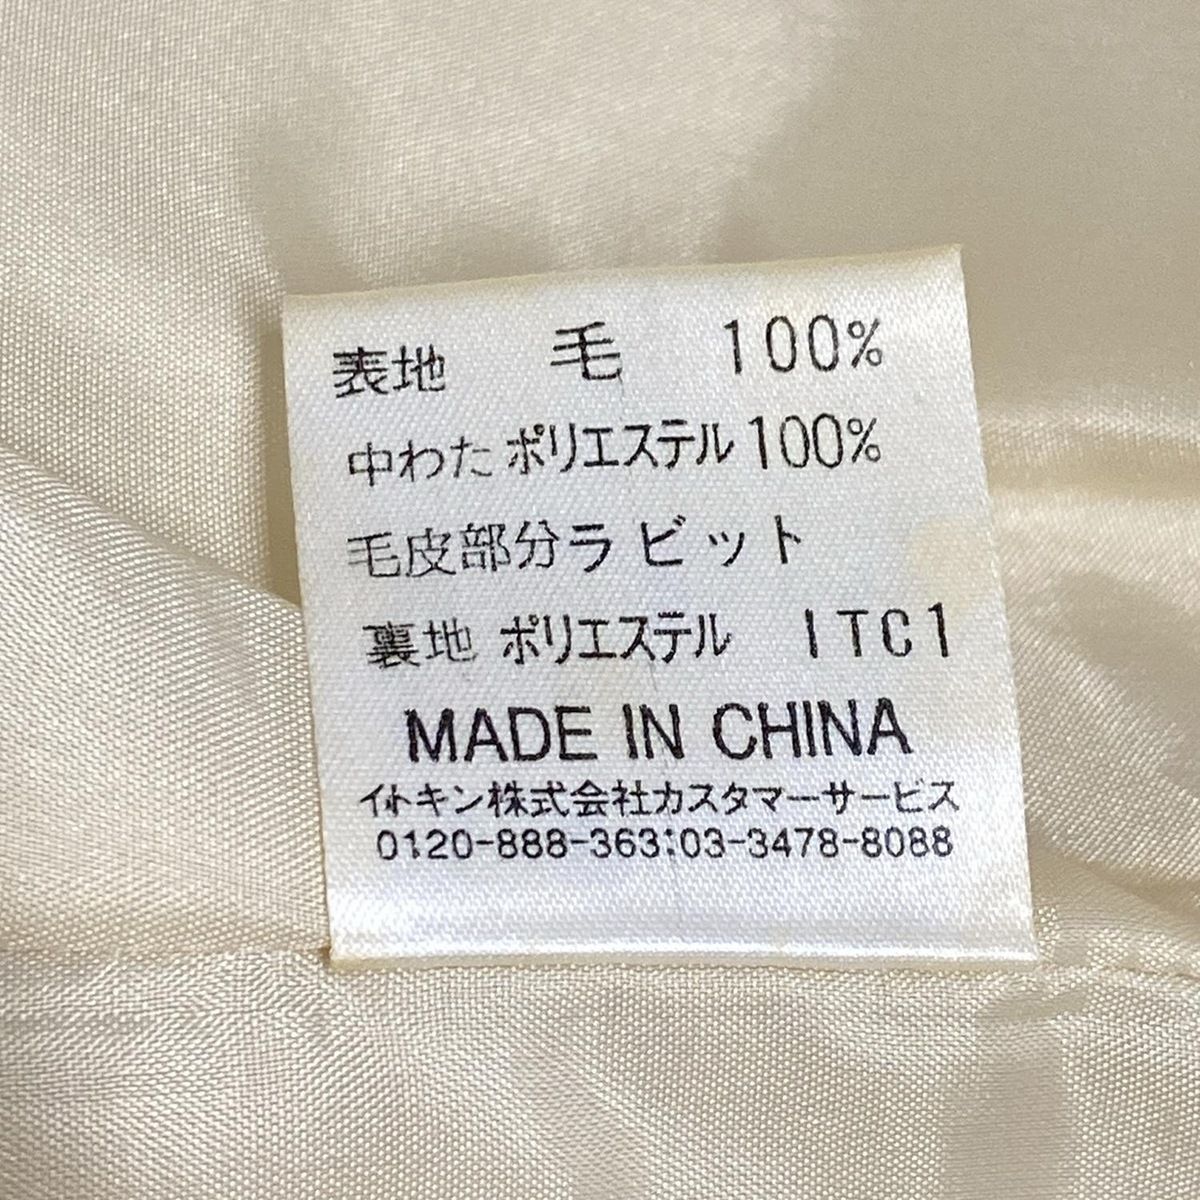 表地 毛 100%
中わた ポリエステル 100%
毛皮部分 ラビット
裏地 ポリエステル ITC1
MADE IN CHINA
イトキン株式会社カスタマーサービス
0120-888-363:03-3478-8088